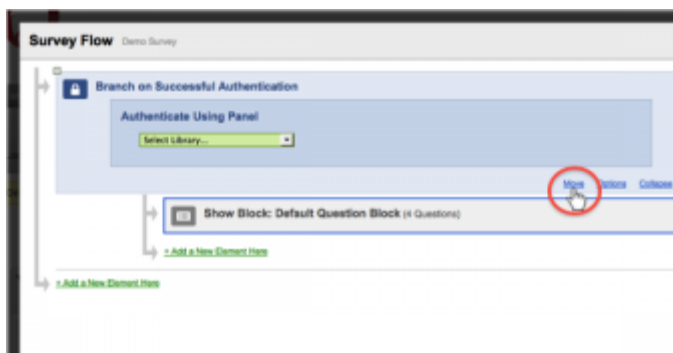 Survey Flow Demo Survey
Branch on Successful Authentication
Authenticate Using Panel
Select Library...
Move Options Collapse
Show Block: Default Question Block (4 Questions)
+ Add a New Element Here
+ Add a New Element Here